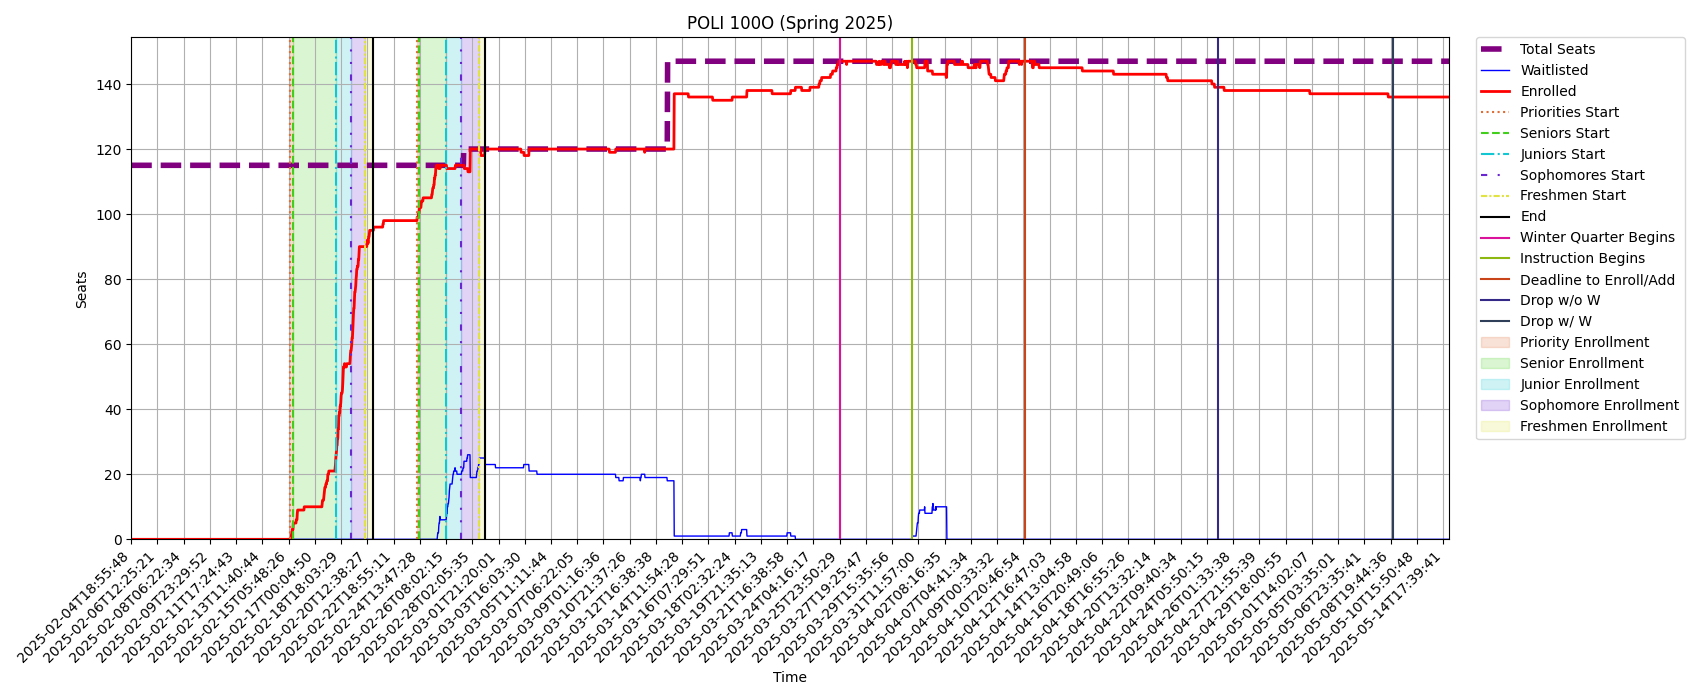 POLI 100O (Spring 2025)
Seats
140
120
100
80
60
40
20
0
2025-02-04T18:55:48
2025-02-06T12:25:21
2025-02-08T06:22:34
2025-02-09T23:29:52
2025-02-11T17:24:43
2025-02-13T11:40:44
2025-02-15T05:48:26
2025-02-17T00:04:50
2025-02-18T18:03:29
2025-02-20T12:38:27
2025-02-22T18:55:11
2025-02-24T13:47:28
2025-02-26T08:02:15
2025-02-28T02:05:35
2025-03-01T21:20:01
2025-03-03T16:03:30
2025-03-05T11:11:44
2025-03-07T06:22:05
2025-03-09T01:16:36
2025-03-10T21:37:26
2025-03-12T16:38:38
2025-03-14T11:54:28
2025-03-16T07:29:51
2025-03-18T02:32:24
2025-03-19T21:35:13
2025-03-21T16:38:58
2025-03-24T04:16:17
2025-03-25T23:50:29
2025-03-27T19:25:47
2025-03-29T15:35:56
2025-03-31T11:57:00
2025-04-02T08:16:35
2025-04-07T04:41:34
2025-04-09T00:33:32
2025-04-10T20:46:54
2025-04-12T16:47:03
2025-04-14T13:04:58
2025-04-16T20:49:06
2025-04-18T16:55:26
2025-04-20T13:32:14
2025-04-22T09:40:34
2025-04-24T05:50:15
2025-04-26T01:33:38
2025-04-27T21:55:39
2025-04-29T18:00:55
2025-05-01T14:02:07
2025-05-05T03:35:01
2025-05-06T23:35:41
2025-05-08T19:44:36
2025-05-10T15:50:48
2025-05-14T17:39:41
Time
Total Seats
Waitlisted
Enrolled
Priorities Start
Seniors Start
Juniors Start
Sophomores Start
Freshmen Start
End
Winter Quarter Begins
Instruction Begins
Deadline to Enroll/Add
Drop w/o W
Drop w/ W
Priority Enrollment
Senior Enrollment
Junior Enrollment
Sophomore Enrollment
Freshmen Enrollment